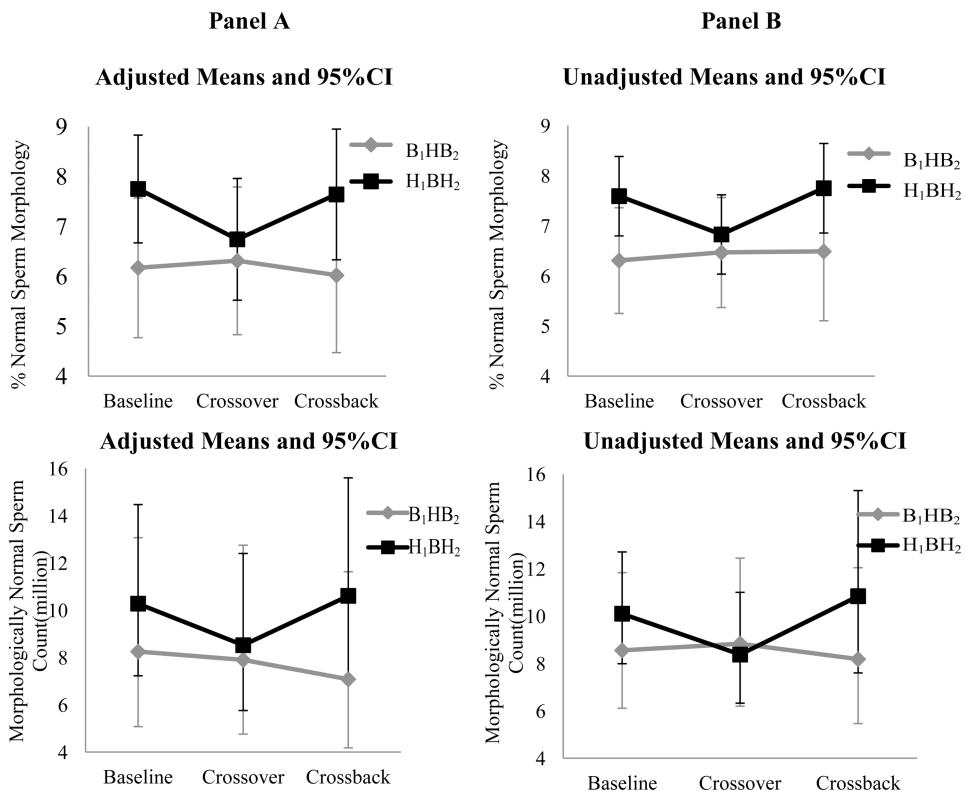 Panel A
Adjusted Means and 95%CI
% Normal Sperm Morphology
9
8
7
6
5
4
B₁HB₂
H₁BH₂
Baseline Crossover Crossback
Panel B
Unadjusted Means and 95%CI
% Normal Sperm Morphology
9
8
7
6
5
4
B₁HB₂
H₁BH₂
Baseline Crossover Crossback
Adjusted Means and 95%CI
Morphologically Normal Sperm
Count(million)
16
14
12
10
8
6
4
B₁HB₂
H₁BH₂
Baseline Crossover Crossback
Unadjusted Means and 95%CI
Morphologically Normal Sperm
Count(million)
16
14
12
10
8
6
4
B₁HB₂
H₁BH₂
Baseline Crossover Crossback